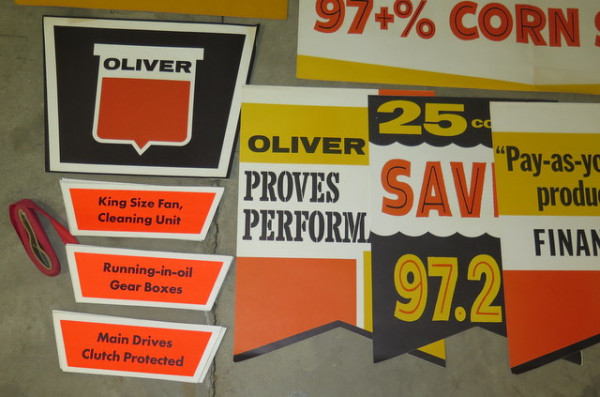 97+% CORN
OLIVER
King Size Fan,
Cleaning Unit
Running-in-oil
Gear Boxes
Main Drives
Clutch Protected
OLIVER
PROVES
PERFORM
25
SAV
97.2
"Pay-as-yo
produ
FINAN